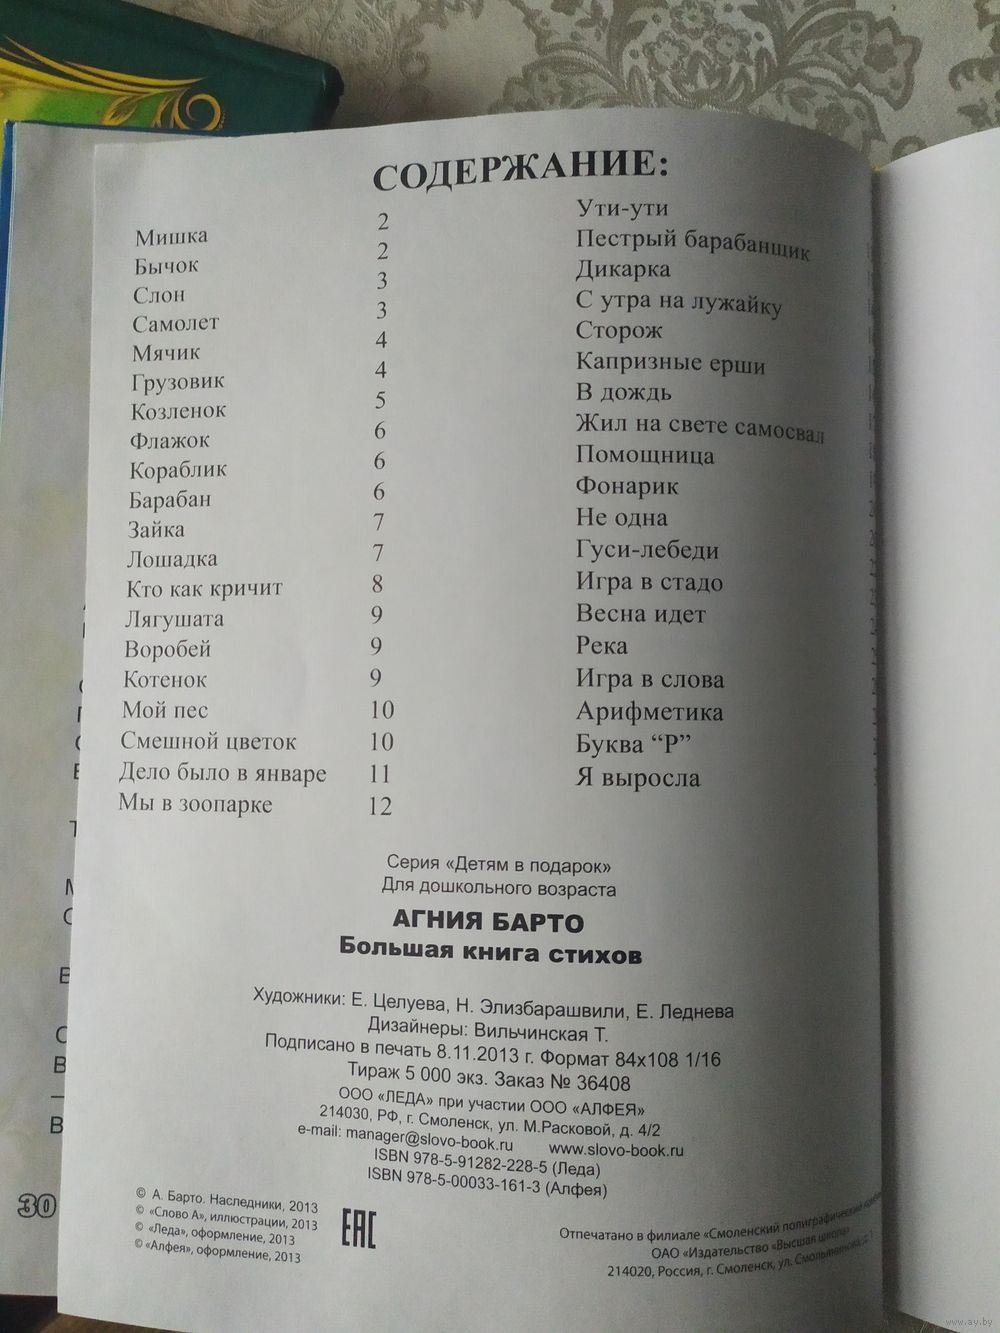 СОДЕРЖАНИЕ:
Мишка 2
Бычок 2
Слон 3
Самолет 3
Мячик 4
Грузовик 4
Козленок 5
Флажок 6
Кораблик 6
Барабан 6
Зайка 7
Лошадка 7
Кто как кричит 8
Лягушата 9
Воробей 9
Котенок 9
Мой пес 10
Смешной цветок 10
Дело было в январе 11
Мы в зоопарке 12
Ути-ути
Пестрый барабанщик
Дикарка
С утра на лужайку
Сторож
Капризные ерши
В дождь
Жил на свете самосвал
Помощница
Фонарик
Не одна
Гуси-лебеди
Игра в стадо
Весна идет
Река
Игра в слова
Арифметика
Буква “Р”
Я выросла
Серия «Детям в подарок»
Для дошкольного возраста
АГНИЯ БАРТО
Большая книга стихов
Художники: Е. Целуева, Н. Элизбарашвили, Е. Леднева
Дизайнеры: Вильчинская Т.
Подписано в печать 8.11.2013 г. Формат 84х108 1/16
Тираж 5 000 экз. Заказ № 36408
ООО «ЛЕДА» при участии ООО «АЛФЕЯ»
214030, РФ, г. Смоленск, ул. М.Расковой, д. 4/2
e-mail: manager@slovo-book.ru www.slovo-book.ru
ISBN 978-5-91282-228-5 (Леда)
ISBN 978-5-00033-161-3 (Алфея)
© А. Барто. Наследники, 2013
© «Слово А», иллюстрации, 2013
© «Леда», оформление, 2013
© «Алфея», оформление, 2013
EAC
Отпечатано в филиале «Смоленский полиграфический
ОАО «Издательство «Высшая школа»
214020, Россия, г. Смоленск, ул. Смольянинова,
30
www.ay.by